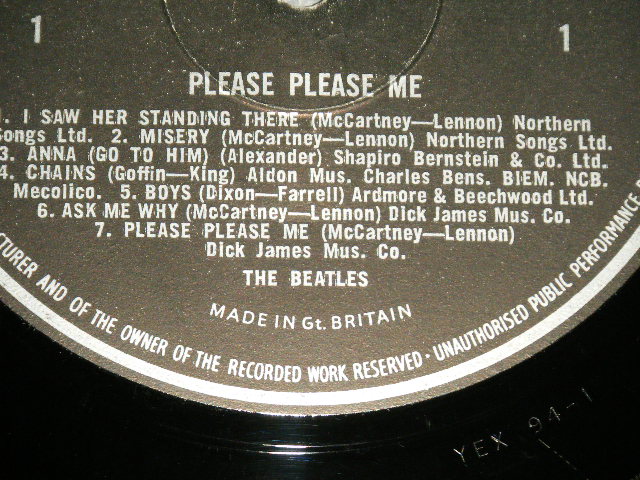 1 1
PLEASE PLEASE ME
1. I SAW HER STANDING THERE (McCartney—Lennon) Northern
Songs Ltd. 2. MISERY (McCartney—Lennon) Northern Songs Ltd.
3. ANNA (GO TO HIM) (Alexander) Shapiro Bernstein & Co. Ltd.
4. CHAINS (Goffin—King) Aldon Mus. Charles Bens. BIEM. NCB.
Mecolico. 5. BOYS (Dixon—Farrell) Ardmore & Beechwood Ltd.
6. ASK ME WHY (McCartney—Lennon) Dick James Mus. Co.
7. PLEASE PLEASE ME (McCartney—Lennon)
Dick James Mus. Co.
THE BEATLES
MADE IN Gt. BRITAIN
CTURER AND OF THE OWNER OF THE RECORDED WORK RESERVED · UNAUTHORISED PUBLIC PERFORMANCE
YEX 94-1